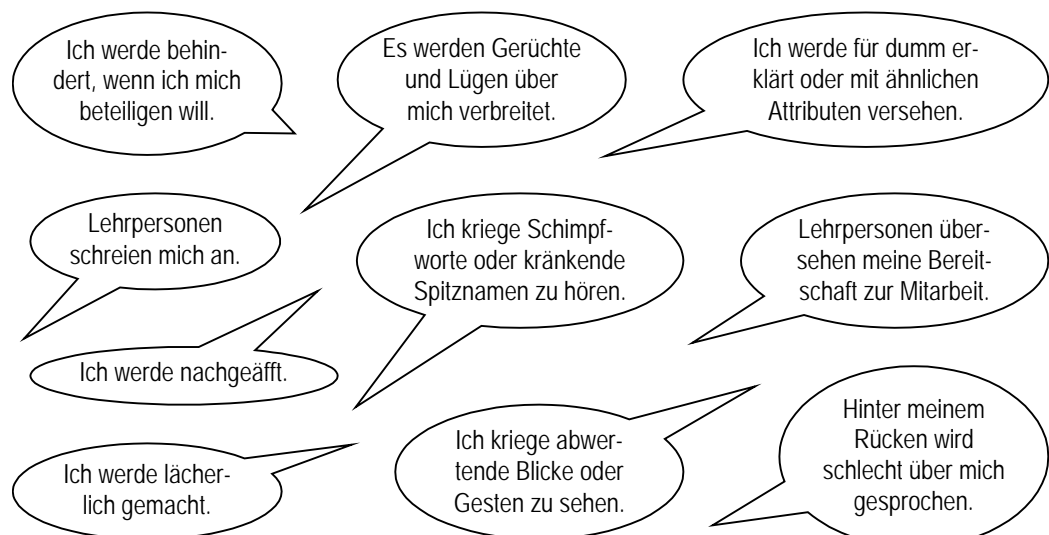 Ich werde behin-
dert, wenn ich mich
beteiligen will.
Es werden Gerüchte
und Lügen über
mich verbreitet.
Ich werde für dumm er-
klärt oder mit ähnlichen
Attributen versehen.
Lehrpersonen
schreien mich an.
Ich kriege Schimpf-
worte oder kränkende
Spitznamen zu hören.
Lehrpersonen über-
sehen meine Bereit-
schaft zur Mitarbeit.
Ich werde nachgeäfft.
Ich werde lächer-
lich gemacht.
Ich kriege abwer-
tende Blicke oder
Gesten zu sehen.
Hinter meinem
Rücken wird
schlecht über mich
gesprochen.